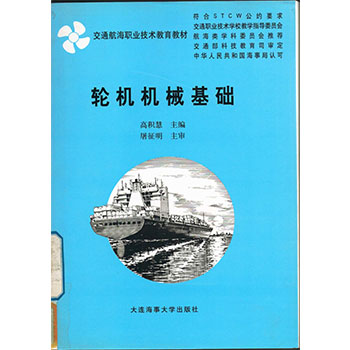 符合STCW公约要求
交通职业技术学校教学指导委员会
航海类学科委员会推荐
交通部科技教育司审定
中华人民共和国海事局认可
交通航海职业技术教育教材
轮机机械基础
高积慧 主编
屠征明 主审
大连海事大学出版社